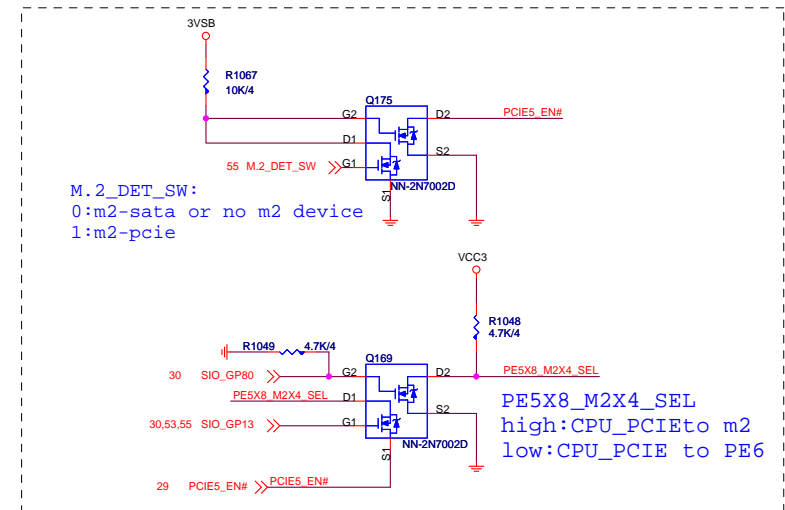 3VSB
R1067
10K/4
Q175
G2
D2
PCIE5_EN#
D1
S2
55 M.2_DET_SW
G1
NN-2N7002D
S1
M.2_DET_SW:
0:m2-sata or no m2 device
1:m2-pcie
VCC3
R1048
4.7K/4
R1049
4.7K/4
Q169
30 SIO_GP80
G2
D2
PE5X8_M2X4_SEL
PE5X8_M2X4_SEL
D1
S2
30,53,55 SIO_GP13
G1
NN-2N7002D
S1
PE5X8_M2X4_SEL
high:CPU_PCIEto m2
low:CPU_PCIE to PE6
29 PCIE5_EN#
PCIE5_EN#